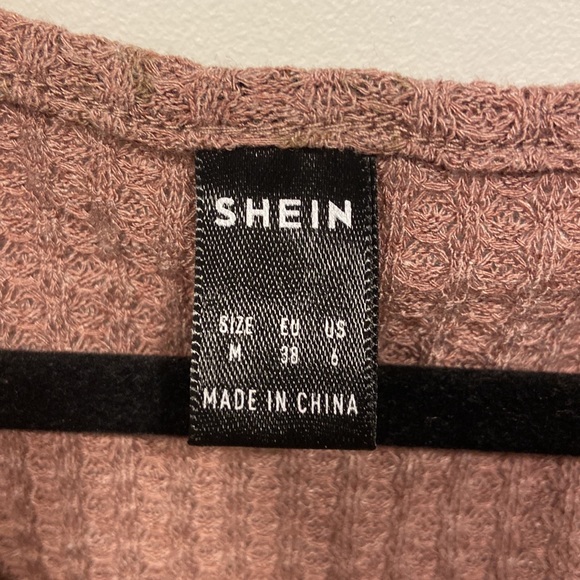 SHEIN
SIZE EU US
M 38 6
MADE IN CHINA